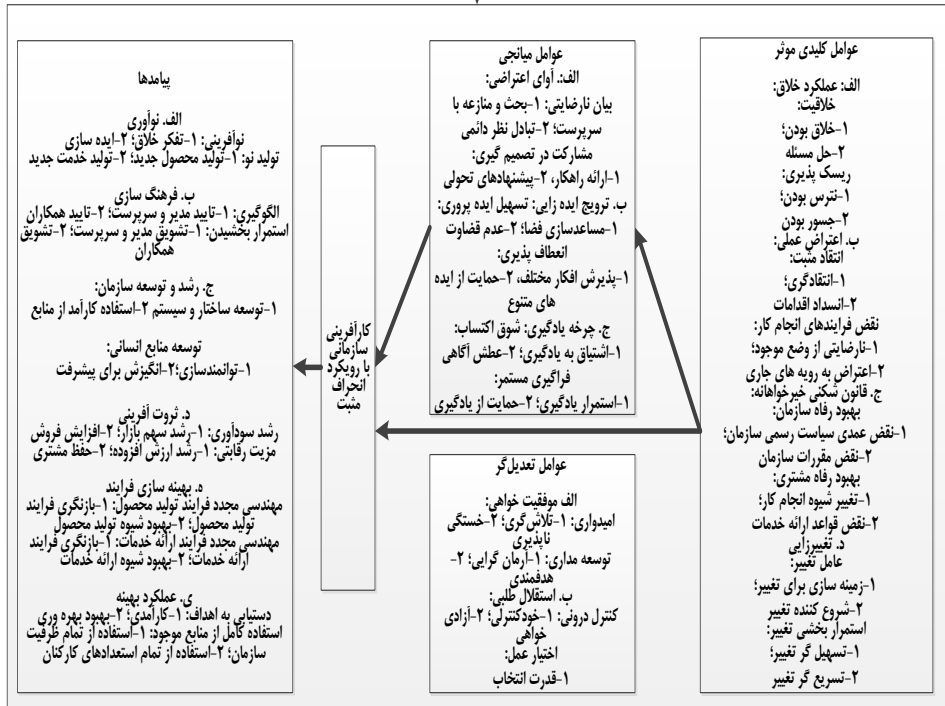 عوامل کلیدی موثر
الف: عملکرد خلاق:
خلاقیت:
۱-خلاق بودن؛
۲-حل مسئله
ریسک پذیری:
۱-نترس بودن؛
۲-جسور بودن
ب. اعتراض عملی:
انتقاد مثبت:
۱-انتقادگری؛
۲-انسداد اقدامات
نقض فرایندهای انجام کار:
۱-نارضایتی از وضع موجود؛
۲-اعتراض به رویه های جاری
ج. قانون شکنی خیرخواهانه:
بهبود رفاه سازمان:
۱-نقض عمدی سیاست رسمی سازمان؛
۲-نقض مقررات سازمان
بهبود رفاه مشتری:
۱-تغییر شیوه انجام کار؛
۲-نقض قواعد ارائه خدمات
د. تغییرزایی
عامل تغییر:
۱-زمینه سازی برای تغییر؛
۲-شروع کننده تغییر
استمرار بخشی تغییر:
۱-تسهیل گر تغییر؛
۲-تسریع گر تغییر
عوامل میانجی
الف:. آوای اعتراضی:
بیان نارضایتی: ۱-بحث و منازعه با
سرپرست؛ ۲-تبادل نظر دائمی
مشارکت در تصمیم گیری:
۱-ارائه راهکار، ۲-پیشنهادهای تحولی
ب. ترویج ایده زایی: تسهیل ایده پروری:
۱-مساعدسازی فضا؛ ۲-عدم قضاوت
انعطاف پذیری:
۱-پذیرش افکار مختلف، ۲-حمایت از ایده
های متنوع
ج. چرخه یادگیری: شوق اکتساب:
۱-اشتیاق به یادگیری؛ ۲-عطش آگاهی
فراگیری مستمر:
۱-استمرار یادگیری؛ ۲-حمایت از یادگیری
عوامل تعدیل‌گر
الف موفقیت خواهی:
امیدواری: ۱-تلاش‌گری؛ ۲-خستگی
ناپذیری
توسعه مداری: ۱-آرمان گرایی؛ ۲-
هدفمندی
ب. استقلال طلبی:
کنترل درونی: ۱-خودکنترلی؛ ۲-آزادی
خواهی
اختیار عمل:
۱-قدرت انتخاب
کارآفرینی
سازمانی
با رویکرد
انحراف
مثبت
پیامدها
الف. نوآوری
نوآفرینی: ۱-تفکر خلاق؛ ۲-ایده سازی
تولید نو: ۱-تولید محصول جدید؛ ۲-تولید خدمت جدید
ب. فرهنگ سازی
الگوگیری: ۱-تایید مدیر و سرپرست؛ ۲-تایید همکاران
استمرار بخشیدن: ۱-تشویق مدیر و سرپرست؛ ۲-تشویق
همکاران
ج. رشد و توسعه سازمان:
۱-توسعه ساختار و سیستم ۲-استفاده کارآمد از منابع
توسعه منابع انسانی:
۱-توانمندسازی؛۲-انگیزش برای پیشرفت
د. ثروت آفرینی
رشد سودآوری: ۱-رشد سهم بازار؛ ۲-افزایش فروش
مزیت رقابتی: ۱-رشد ارزش افزوده؛ ۲-حفظ مشتری
ه. بهینه سازی فرایند
مهندسی مجدد فرایند تولید محصول: ۱-بازنگری فرایند
تولید محصول؛ ۲-بهبود شیوه تولید محصول
مهندسی مجدد فرایند ارائه خدمات: ۱-بازنگری فرایند
ارائه خدمات؛ ۲-بهبود شیوه ارائه خدمات
ی. عملکرد بهینه
دستیابی به اهداف: ۱-کارآمدی؛ ۲-بهبود بهره وری
استفاده کامل از منابع موجود: ۱-استفاده از تمام ظرفیت
سازمان؛ ۲-استفاده از تمام استعدادهای کارکنان